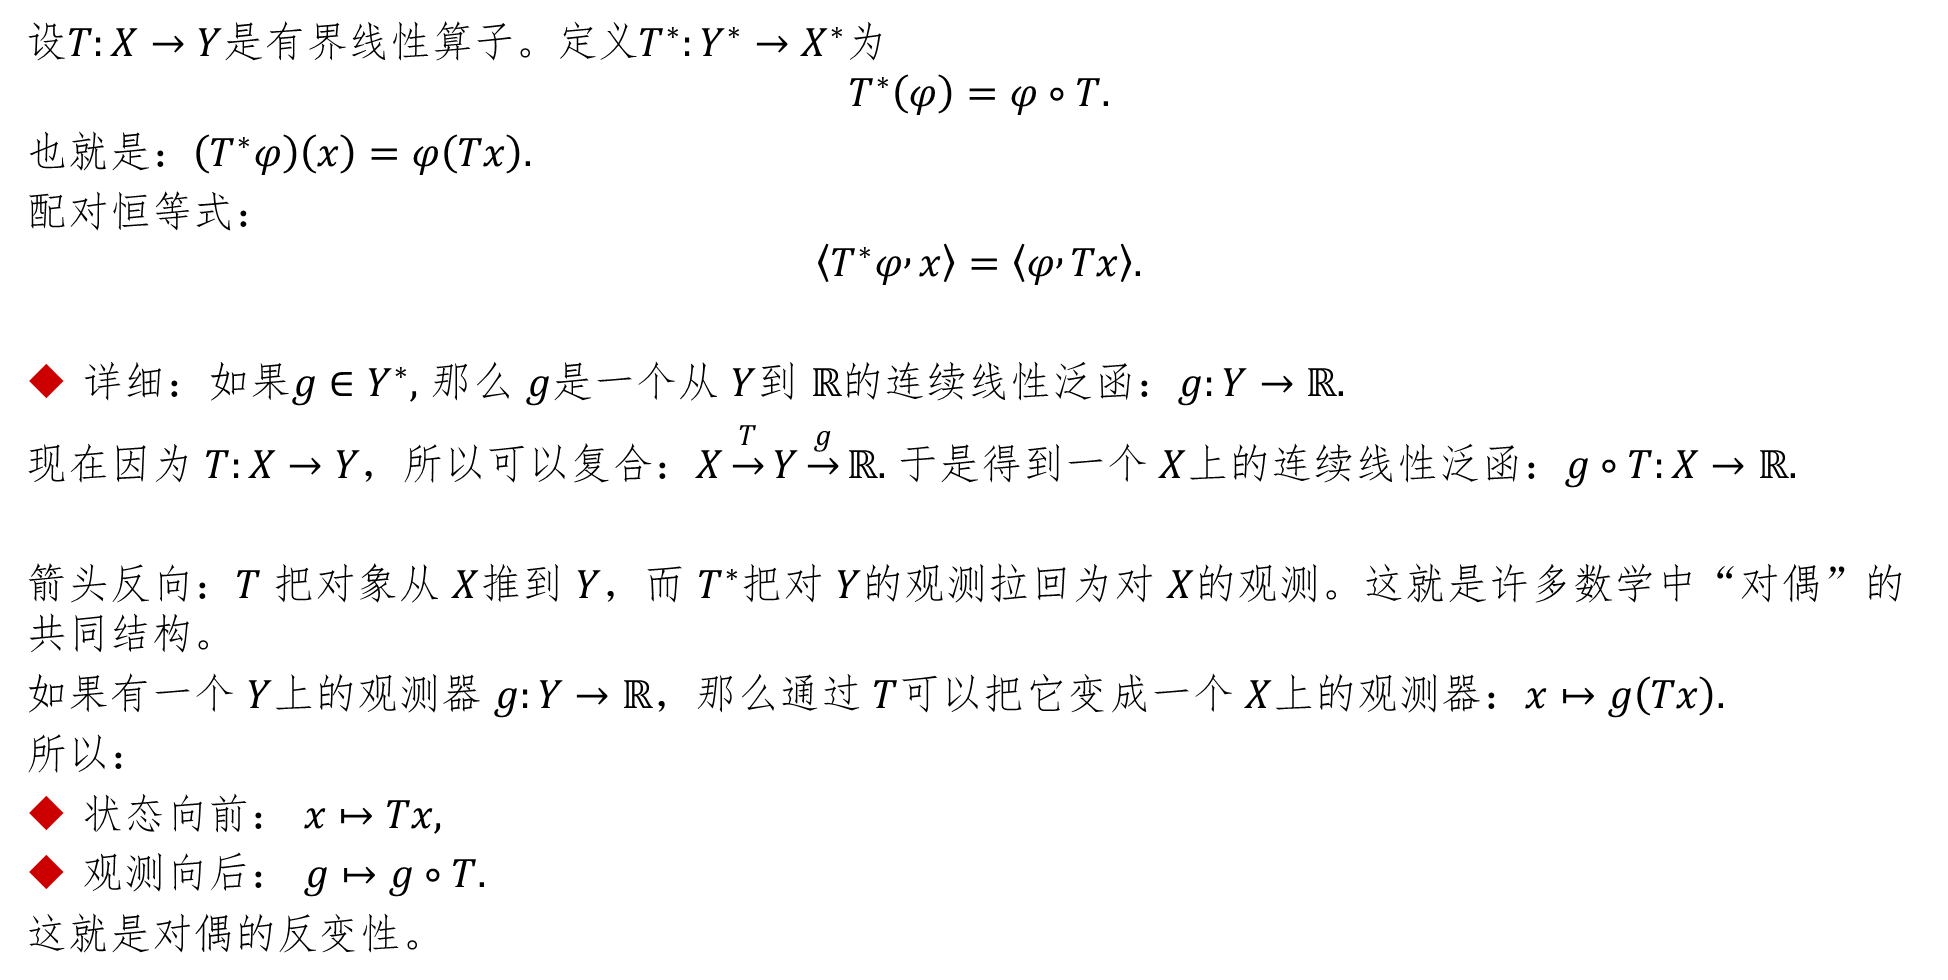 设T: X → Y是有界线性算子。定义T*: Y* → X*为
T*(φ) = φ ∘ T.
也就是：(T*φ)(x) = φ(Tx).
配对恒等式：
⟨T*φ, x⟩ = ⟨φ, Tx⟩.
◆ 详细：如果g ∈ Y*, 那么 g是一个从 Y到 ℝ的连续线性泛函：g: Y → ℝ.
现在因为 T: X → Y，所以可以复合：X →(T) Y →(g) ℝ. 于是得到一个 X上的连续线性泛函：g ∘ T: X → ℝ.
箭头反向：T 把对象从 X推到 Y，而 T*把对 Y的观测拉回为对 X的观测。这就是许多数学中“对偶”的
共同结构。
如果有一个 Y上的观测器 g: Y → ℝ，那么通过 T可以把它变成一个 X上的观测器：x ↦ g(Tx).
所以：
◆ 状态向前： x ↦ Tx,
◆ 观测向后： g ↦ g ∘ T.
这就是对偶的反变性。